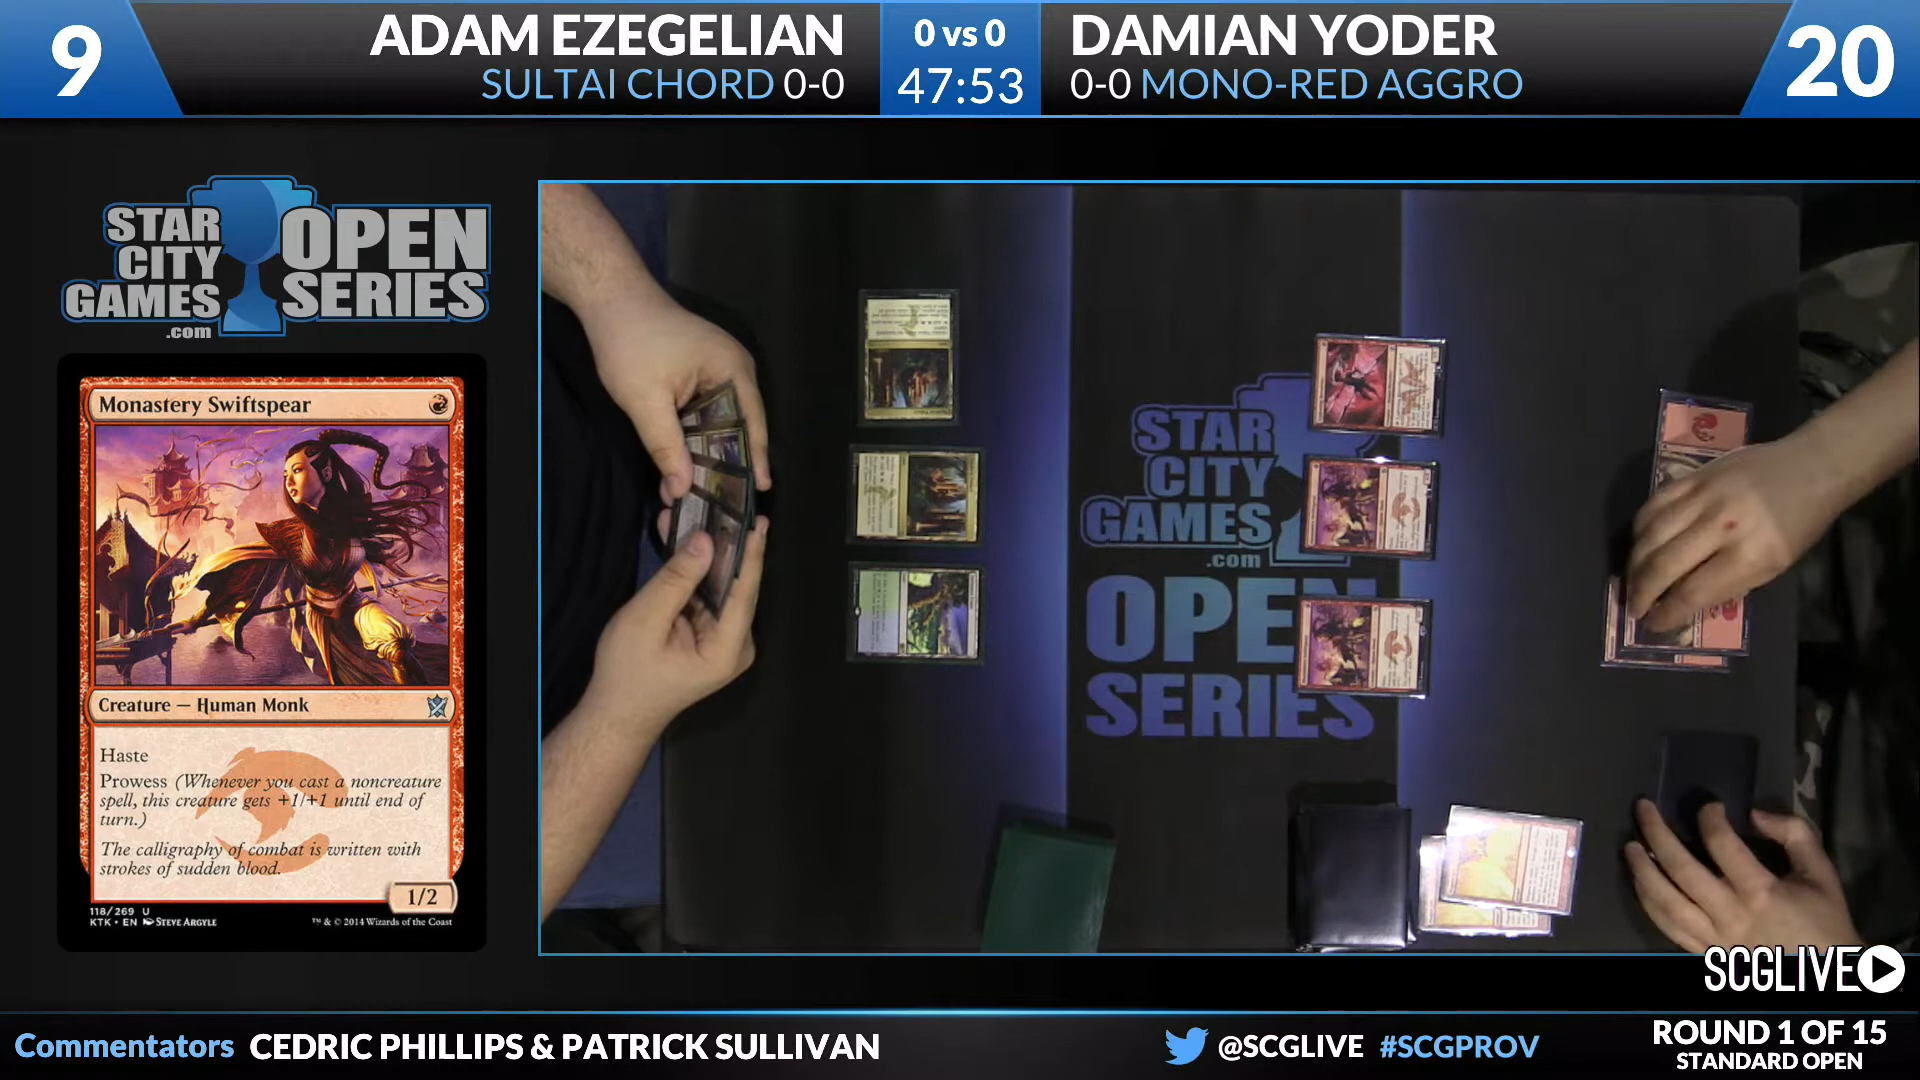 9
ADAM EZEGELIAN
SULTAI CHORD 0-0
0 vs 0
47:53
DAMIAN YODER
0-0 MONO-RED AGGRO
20
STAR
CITY
GAMES
.com
OPEN
SERIES
Monastery Swiftspear
Creature — Human Monk
Haste
Prowess (Whenever you cast a noncreature
spell, this creature gets +1/+1 until end of
turn.)
The calligraphy of combat is written with
strokes of sudden blood.
1/2
118/269 U
KTK • EN STEVE ARGYLE
™ & © 2014 Wizards of the Coast
STAR
CITY
GAMES
.com
OPEN
SERIES
SCGLIVE
Commentators CEDRIC PHILLIPS & PATRICK SULLIVAN
@SCGLIVE #SCGPROV
ROUND 1 OF 15
STANDARD OPEN